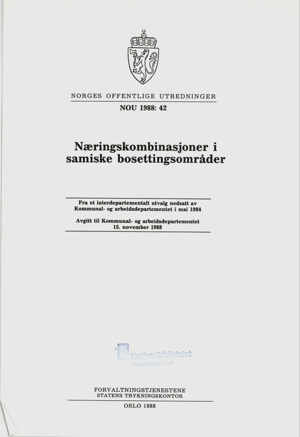 NORGES OFFENTLIGE UTREDNINGER
NOU 1988: 42
Næringskombinasjoner i
samiske bosettingsområder
Fra et interdepartementalt utvalg nedsatt av
Kommunal- og arbeidsdepartementet i mai 1984
Avgitt til Kommunal- og arbeidsdepartementet
15. november 1988
Nasjonalbiblioteket
FORVALTNINGSTJENESTENE
STATENS TRYKNINGSKONTOR
OSLO 1988